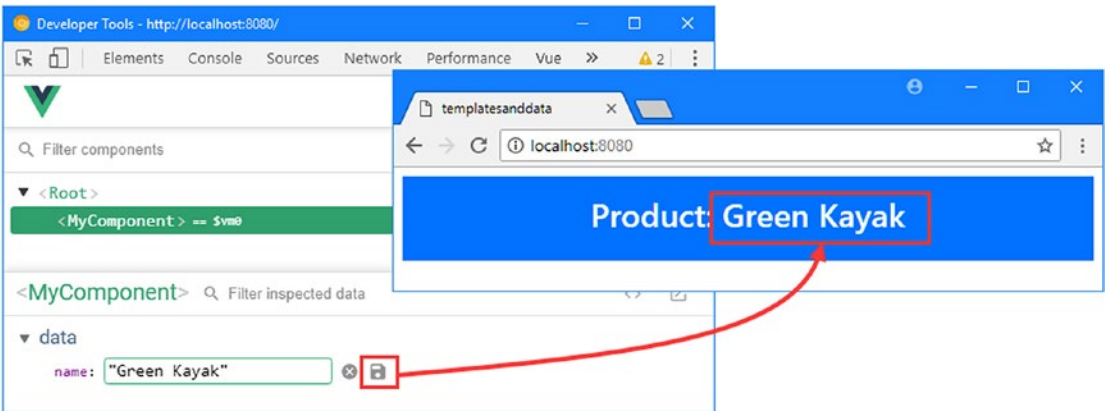 Developer Tools - http://localhost:8080/
Elements Console Sources Network Performance Vue » 2
Filter components
▼ <Root>
<MyComponent> == $vm0
<MyComponent> Filter inspected data
▼ data
name: "Green Kayak"
templatesanddata
localhost:8080
Product: Green Kayak